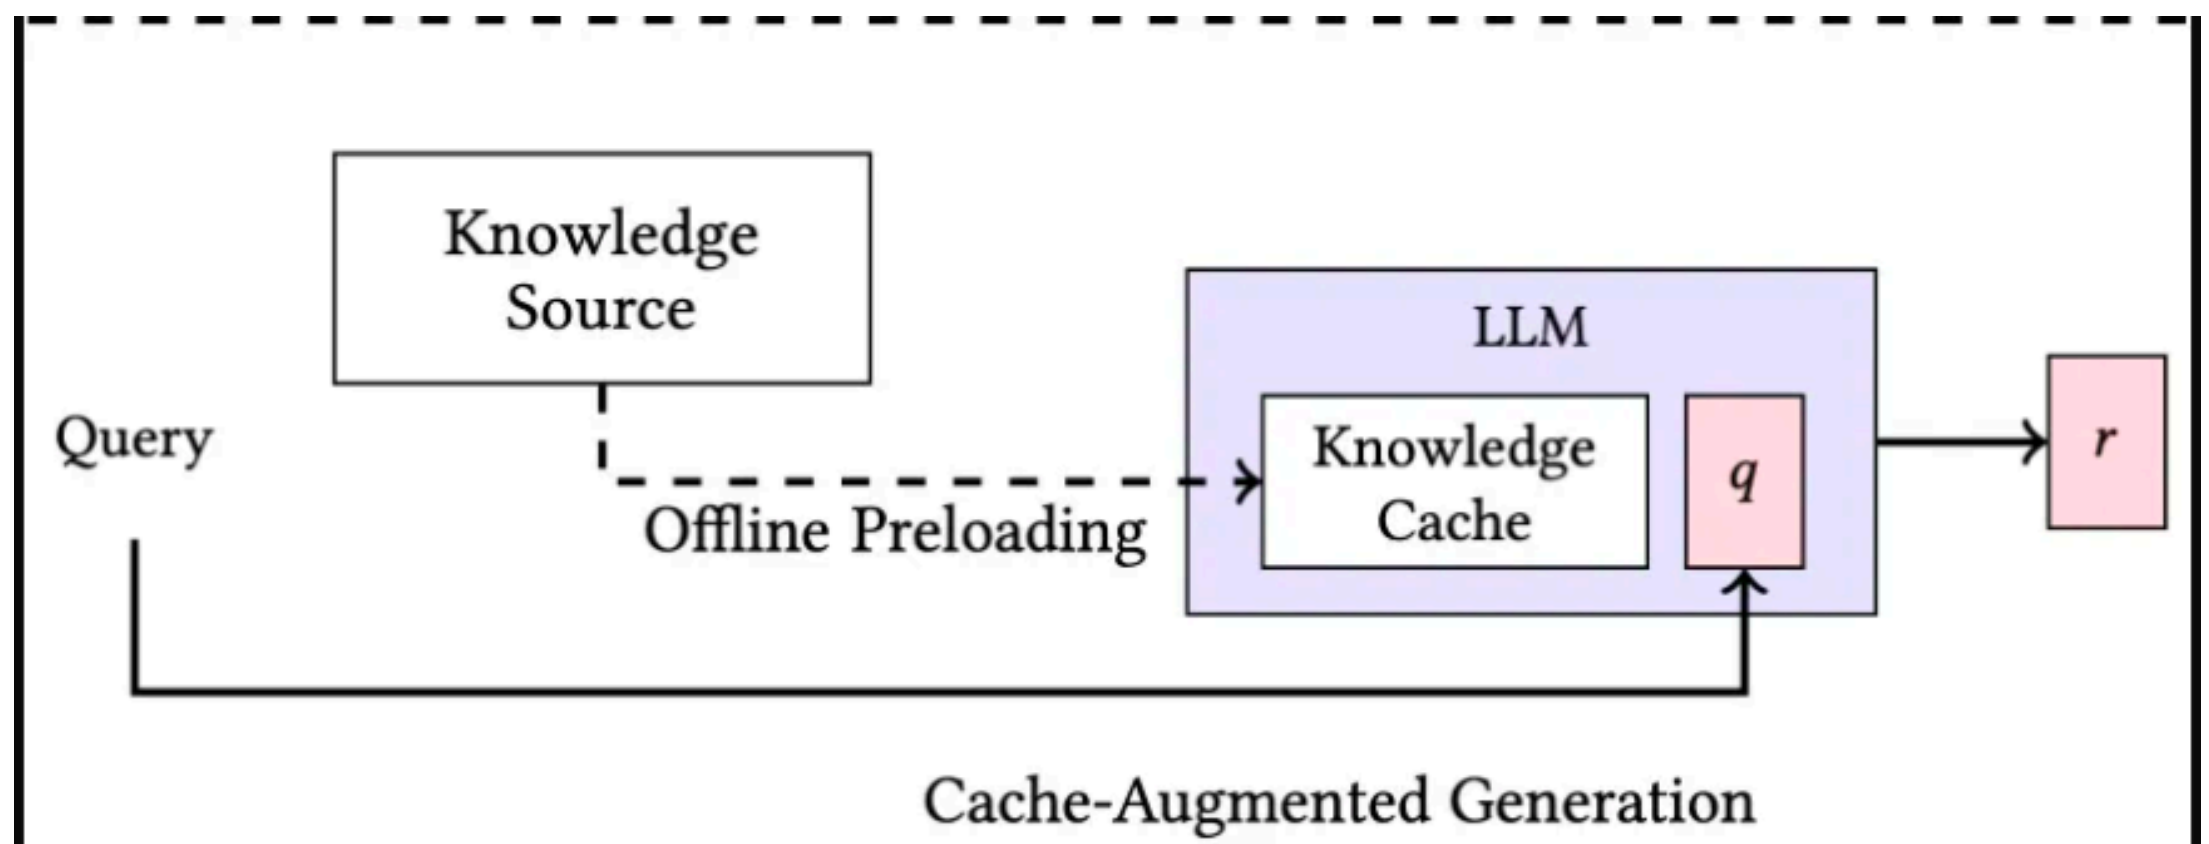 Knowledge
Source
Query
LLM
Knowledge
Cache
q
r
Offline Preloading
Cache-Augmented Generation